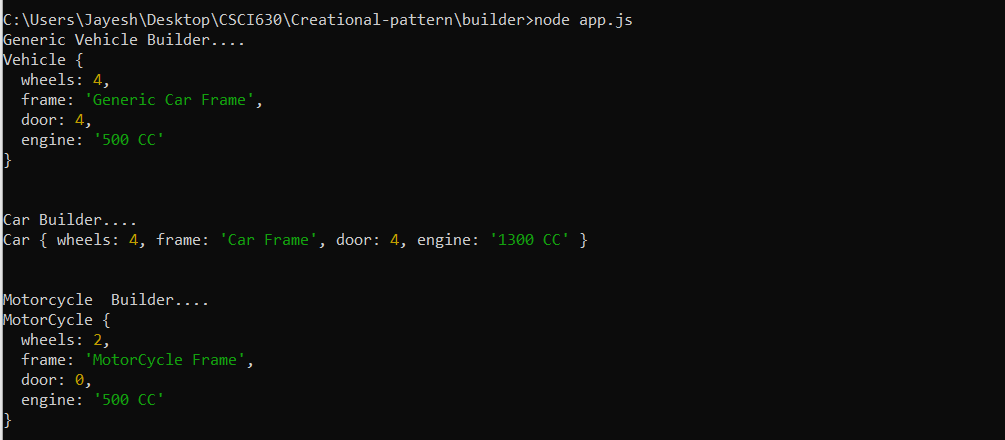 C:\Users\Jayesh\Desktop\CSCI630\Creational-pattern\builder>node app.js
Generic Vehicle Builder....
Vehicle {
  wheels: 4,
  frame: 'Generic Car Frame',
  door: 4,
  engine: '500 CC'
}
Car Builder....
Car { wheels: 4, frame: 'Car Frame', door: 4, engine: '1300 CC' }
Motorcycle  Builder....
MotorCycle {
  wheels: 2,
  frame: 'MotorCycle Frame',
  door: 0,
  engine: '500 CC'
}